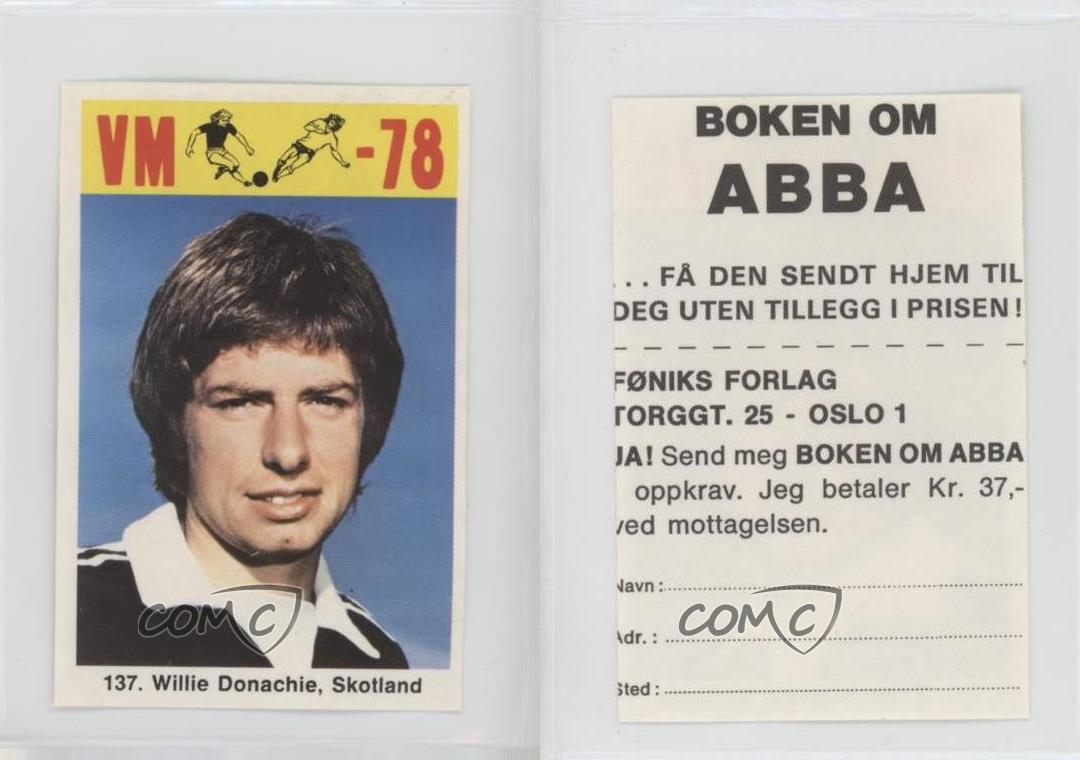 VM -78
137. Willie Donachie, Skotland
COMC
BOKEN OM
ABBA
. . . FÅ DEN SENDT HJEM TIL
DEG UTEN TILLEGG I PRISEN!
FØNIKS FORLAG
TORGGT. 25 - OSLO 1
JA! Send meg BOKEN OM ABBA
oppkrav. Jeg betaler Kr. 37,-
ved mottagelsen.
Navn:
Adr.:
Sted:
COMC